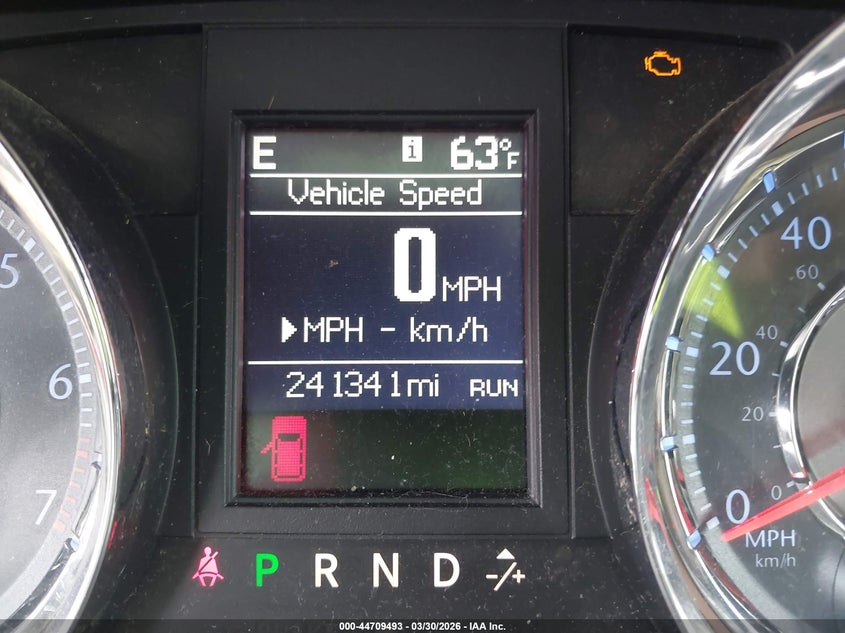 E i 63°F
Vehicle Speed
0 MPH
MPH - km/h
241341mi RUN
P R N D -/+
5
6
7
40
60
20
40
20
0
0
MPH
km/h
000-44709493 - 03/30/2026 - IAA Inc.